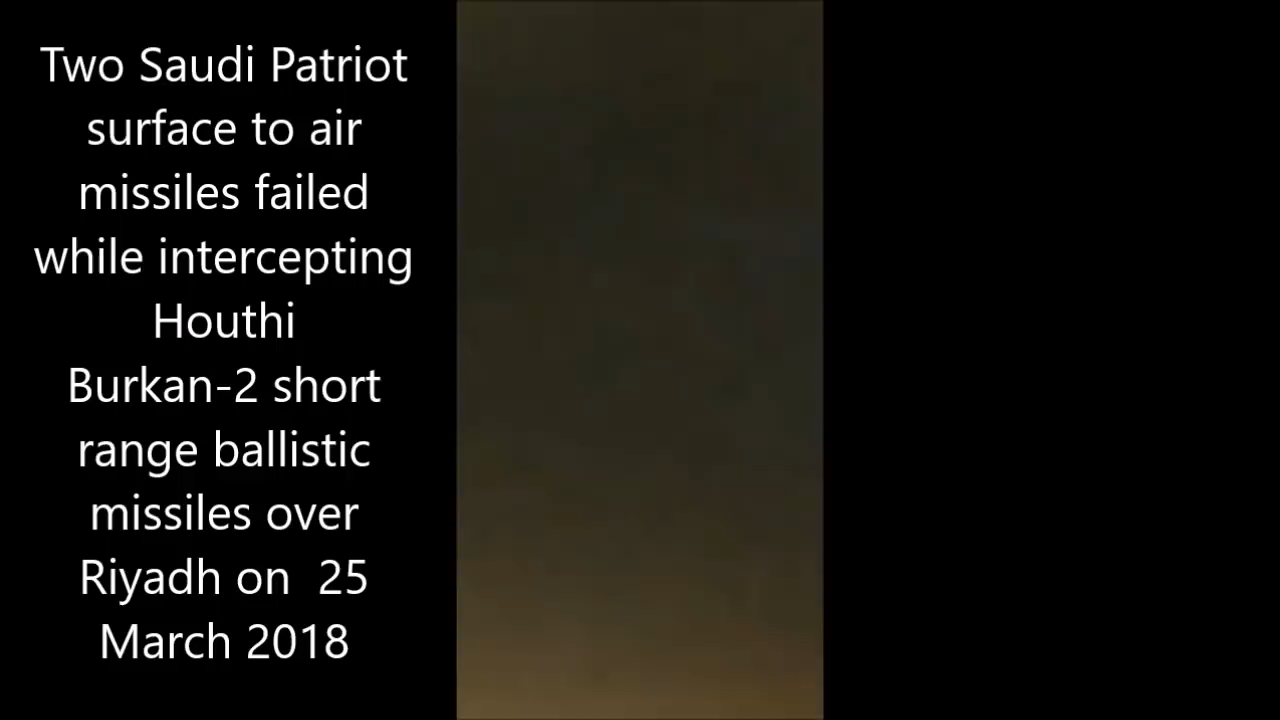 Two Saudi Patriot
surface to air
missiles failed
while intercepting
Houthi
Burkan-2 short
range ballistic
missiles over
Riyadh on  25
March 2018